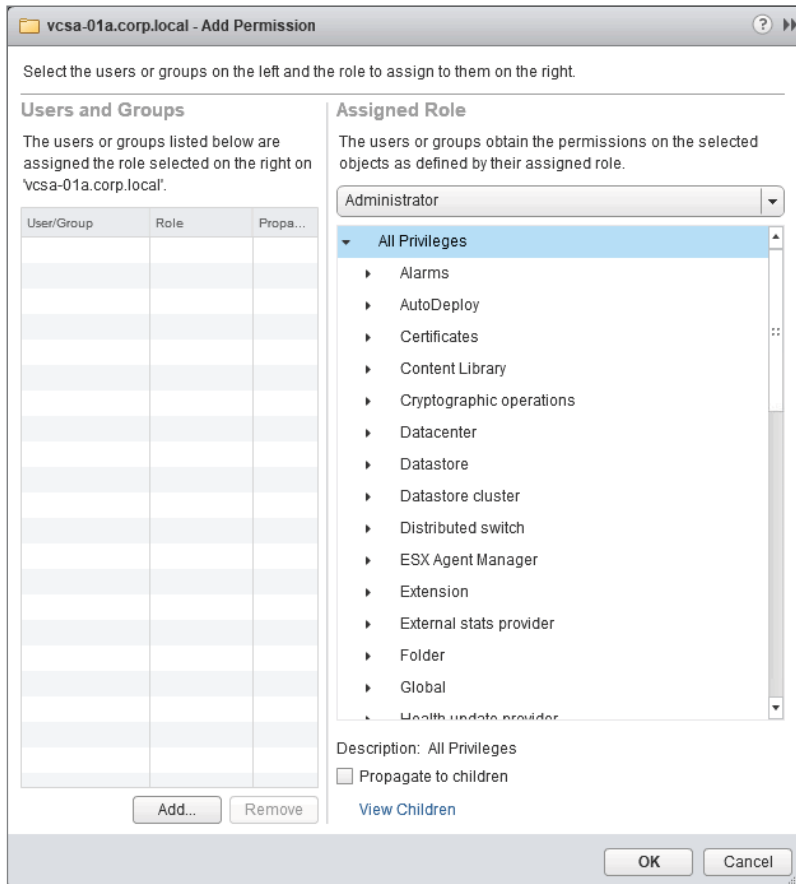 vcsa-01a.corp.local - Add Permission
Select the users or groups on the left and the role to assign to them on the right.
Users and Groups
The users or groups listed below are
assigned the role selected on the right on
'vcsa-01a.corp.local'.
User/Group Role Propa...
Add... Remove
Assigned Role
The users or groups obtain the permissions on the selected
objects as defined by their assigned role.
Administrator
All Privileges
Alarms
AutoDeploy
Certificates
Content Library
Cryptographic operations
Datacenter
Datastore
Datastore cluster
Distributed switch
ESX Agent Manager
Extension
External stats provider
Folder
Global
Health update provider
Description: All Privileges
Propagate to children
View Children
OK Cancel